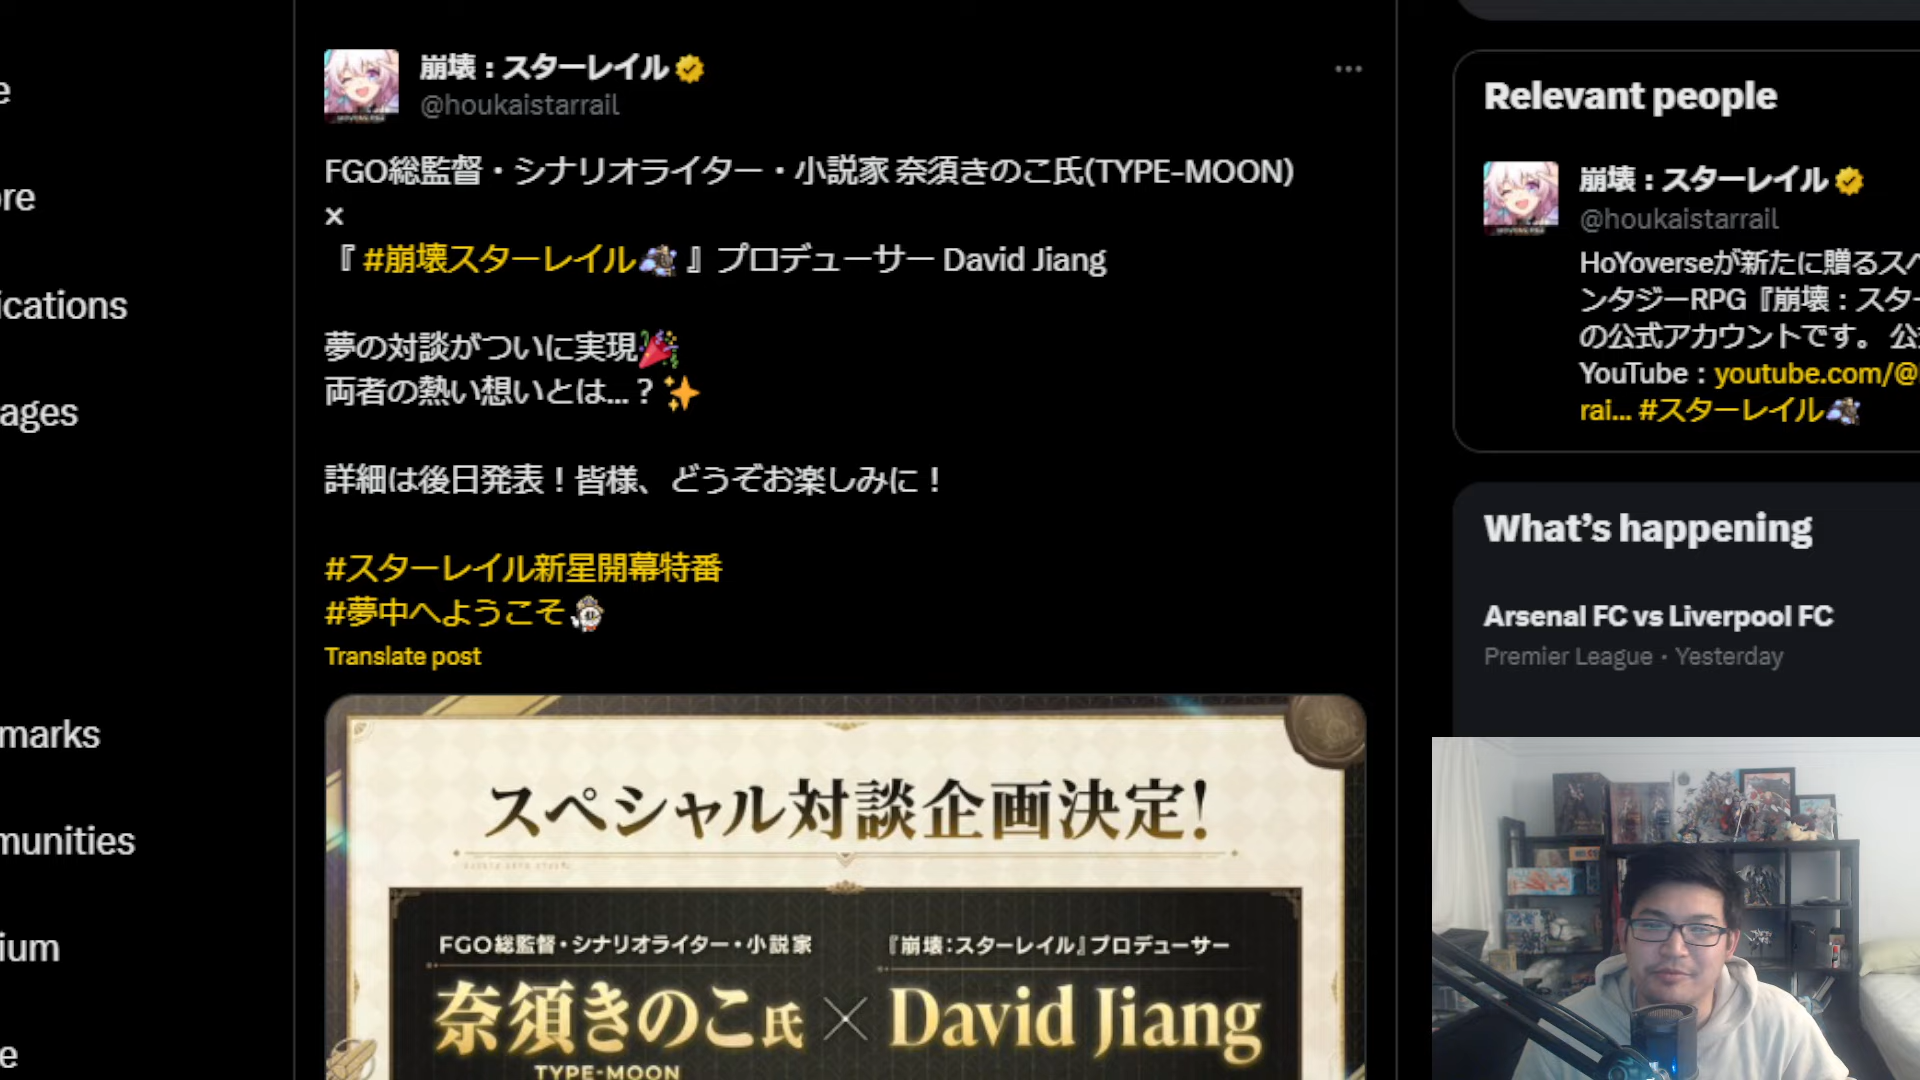 e
ore
ications
ages
marks
munities
ium
e
崩壊：スターレイル
@houkaistarrail
FGO総監督・シナリオライター・小説家 奈須きのこ氏(TYPE-MOON)
×
『 #崩壊スターレイル 』プロデューサー David Jiang
夢の対談がついに実現🎉
両者の熱い想いとは...？✨
詳細は後日発表！皆様、どうぞお楽しみに！
#スターレイル新星開幕特番
#夢中へようこそ
Translate post
スペシャル対談企画決定!
FGO総監督・シナリオライター・小説家
奈須きのこ氏
TYPE-MOON
×
『崩壊:スターレイル』プロデューサー
David Jiang
Relevant people
崩壊：スターレイル
@houkaistarrail
HoYoverseが新たに贈るスペ
ンタジーRPG『崩壊：スター
の公式アカウントです。 公
YouTube：youtube.com/@
rai... #スターレイル
What's happening
Arsenal FC vs Liverpool FC
Premier League · Yesterday